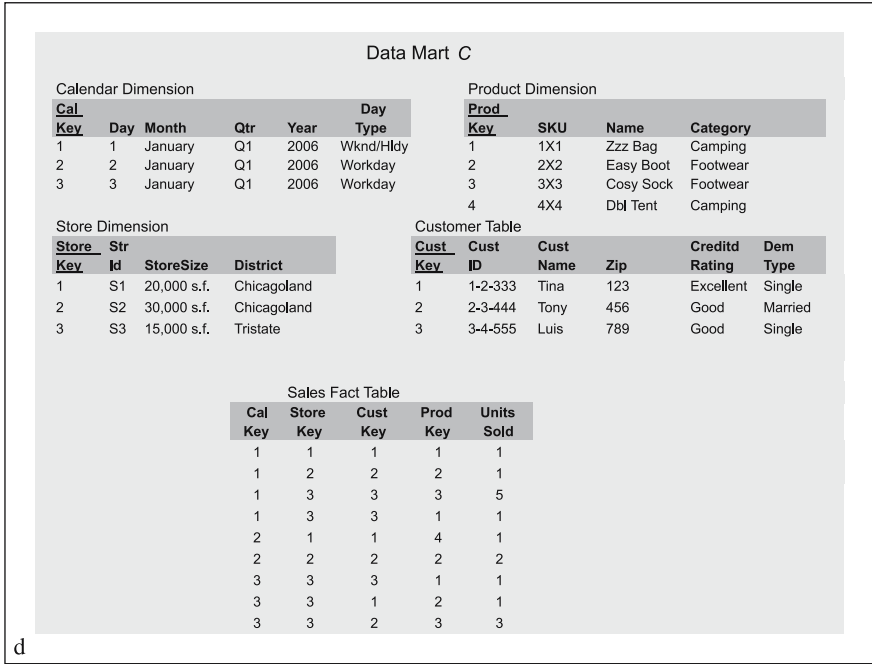 Data Mart C
Calendar Dimension
Cal Day
Key Day Month Qtr Year Type
1 1 January Q1 2006 Wknd/Hldy
2 2 January Q1 2006 Workday
3 3 January Q1 2006 Workday
Product Dimension
Prod
Key SKU Name Category
1 1X1 Zzz Bag Camping
2 2X2 Easy Boot Footwear
3 3X3 Cosy Sock Footwear
4 4X4 Dbl Tent Camping
Store Dimension
Store Str
Key Id StoreSize District
1 S1 20,000 s.f. Chicagoland
2 S2 30,000 s.f. Chicagoland
3 S3 15,000 s.f. Tristate
Customer Table
Cust Cust Cust Creditd Dem
Key ID Name Zip Rating Type
1 1-2-333 Tina 123 Excellent Single
2 2-3-444 Tony 456 Good Married
3 3-4-555 Luis 789 Good Single
Sales Fact Table
Cal Store Cust Prod Units
Key Key Key Key Sold
1 1 1 1 1
1 2 2 2 1
1 3 3 3 5
1 3 3 1 1
2 1 1 4 1
2 2 2 2 2
3 3 3 1 1
3 3 1 2 1
3 3 2 3 3
d